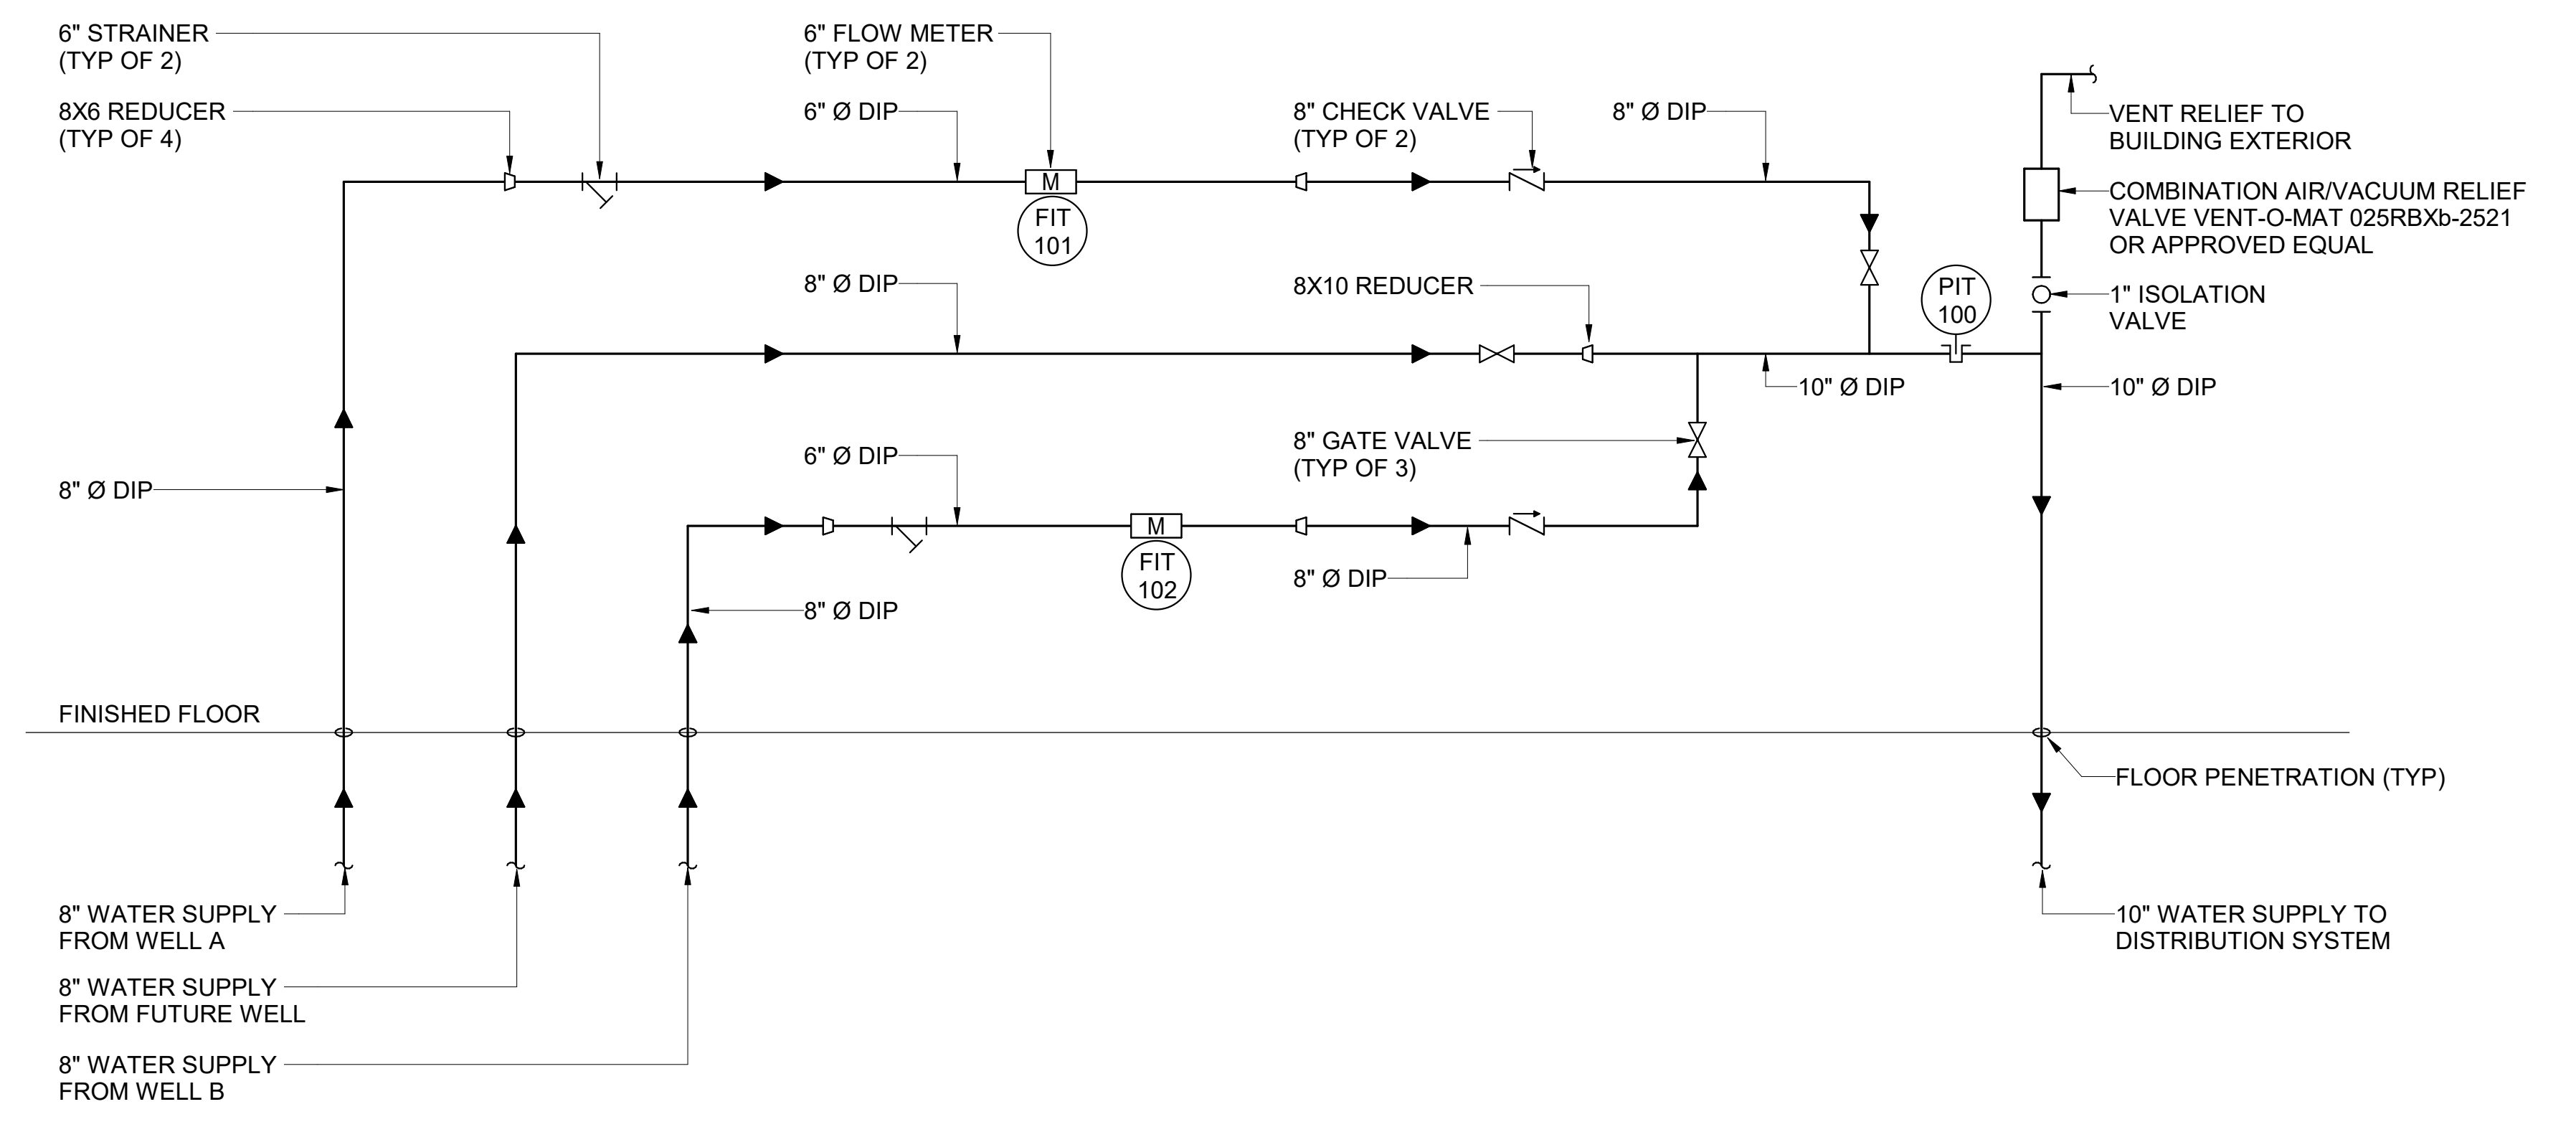 6" STRAINER
(TYP OF 2)
6" FLOW METER
(TYP OF 2)
8X6 REDUCER
(TYP OF 4)
6" Ø DIP
8" CHECK VALVE
(TYP OF 2)
8" Ø DIP
VENT RELIEF TO
BUILDING EXTERIOR
M
FIT
101
COMBINATION AIR/VACUUM RELIEF
VALVE VENT-O-MAT 025RBXb-2521
OR APPROVED EQUAL
8" Ø DIP
8X10 REDUCER
PIT
100
1" ISOLATION
VALVE
10" Ø DIP
10" Ø DIP
6" Ø DIP
8" GATE VALVE
(TYP OF 3)
8" Ø DIP
M
FIT
102
8" Ø DIP
8" Ø DIP
FINISHED FLOOR
FLOOR PENETRATION (TYP)
8" WATER SUPPLY
FROM WELL A
10" WATER SUPPLY TO
DISTRIBUTION SYSTEM
8" WATER SUPPLY
FROM FUTURE WELL
8" WATER SUPPLY
FROM WELL B